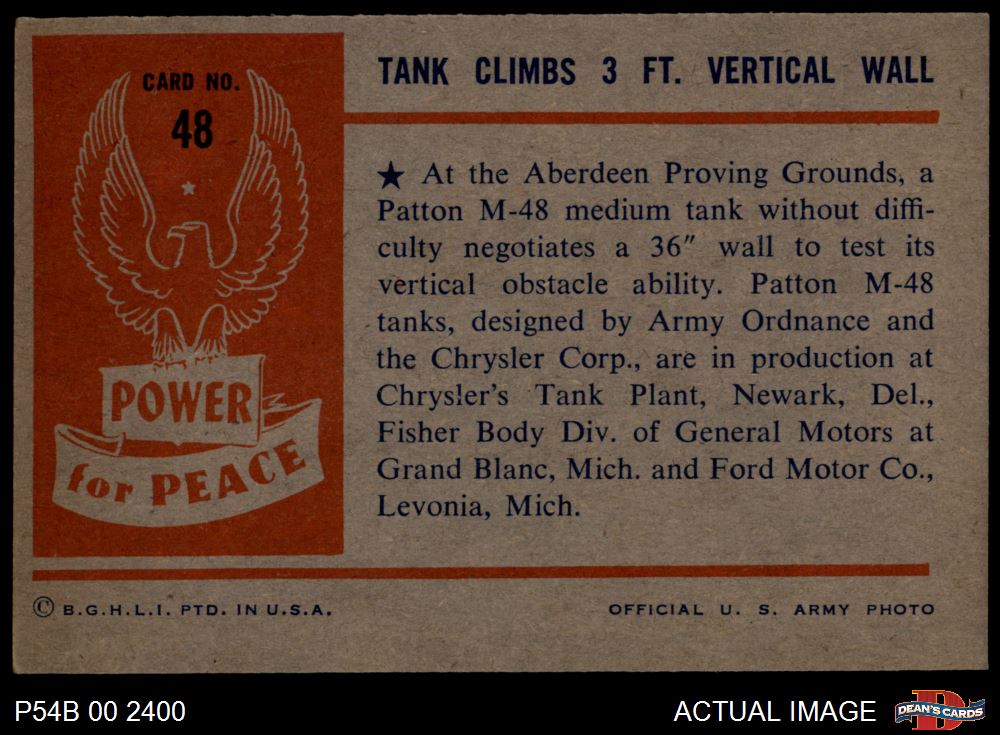 CARD NO.
48
POWER
for PEACE
TANK CLIMBS 3 FT. VERTICAL WALL
★ At the Aberdeen Proving Grounds, a
Patton M-48 medium tank without diffi-
culty negotiates a 36″ wall to test its
vertical obstacle ability. Patton M-48
tanks, designed by Army Ordnance and
the Chrysler Corp., are in production at
Chrysler's Tank Plant, Newark, Del.,
Fisher Body Div. of General Motors at
Grand Blanc, Mich. and Ford Motor Co.,
Levonia, Mich.
© B.G.H.L.I. PTD. IN U.S.A.
OFFICIAL U. S. ARMY PHOTO
P54B 00 2400
ACTUAL IMAGE
D
DEAN'S CARDS